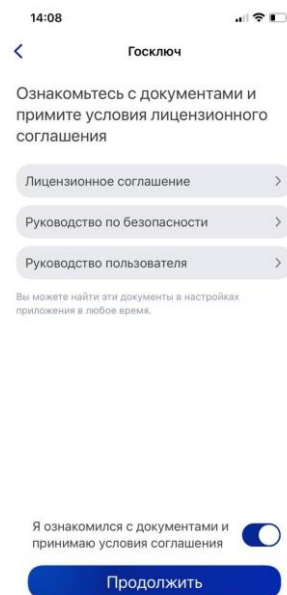 14:08
Госключ
Ознакомьтесь с документами и
примите условия лицензионного
соглашения
Лицензионное соглашение
Руководство по безопасности
Руководство пользователя
Вы можете найти эти документы в настройках
приложения в любое время.
Я ознакомился с документами и
принимаю условия соглашения
Продолжить